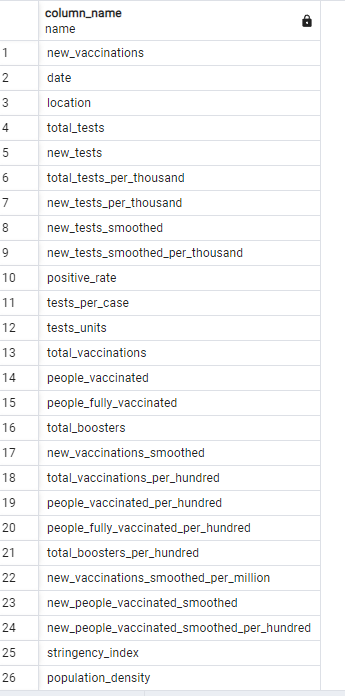 column_name
name
1 new_vaccinations
2 date
3 location
4 total_tests
5 new_tests
6 total_tests_per_thousand
7 new_tests_per_thousand
8 new_tests_smoothed
9 new_tests_smoothed_per_thousand
10 positive_rate
11 tests_per_case
12 tests_units
13 total_vaccinations
14 people_vaccinated
15 people_fully_vaccinated
16 total_boosters
17 new_vaccinations_smoothed
18 total_vaccinations_per_hundred
19 people_vaccinated_per_hundred
20 people_fully_vaccinated_per_hundred
21 total_boosters_per_hundred
22 new_vaccinations_smoothed_per_million
23 new_people_vaccinated_smoothed
24 new_people_vaccinated_smoothed_per_hundred
25 stringency_index
26 population_density